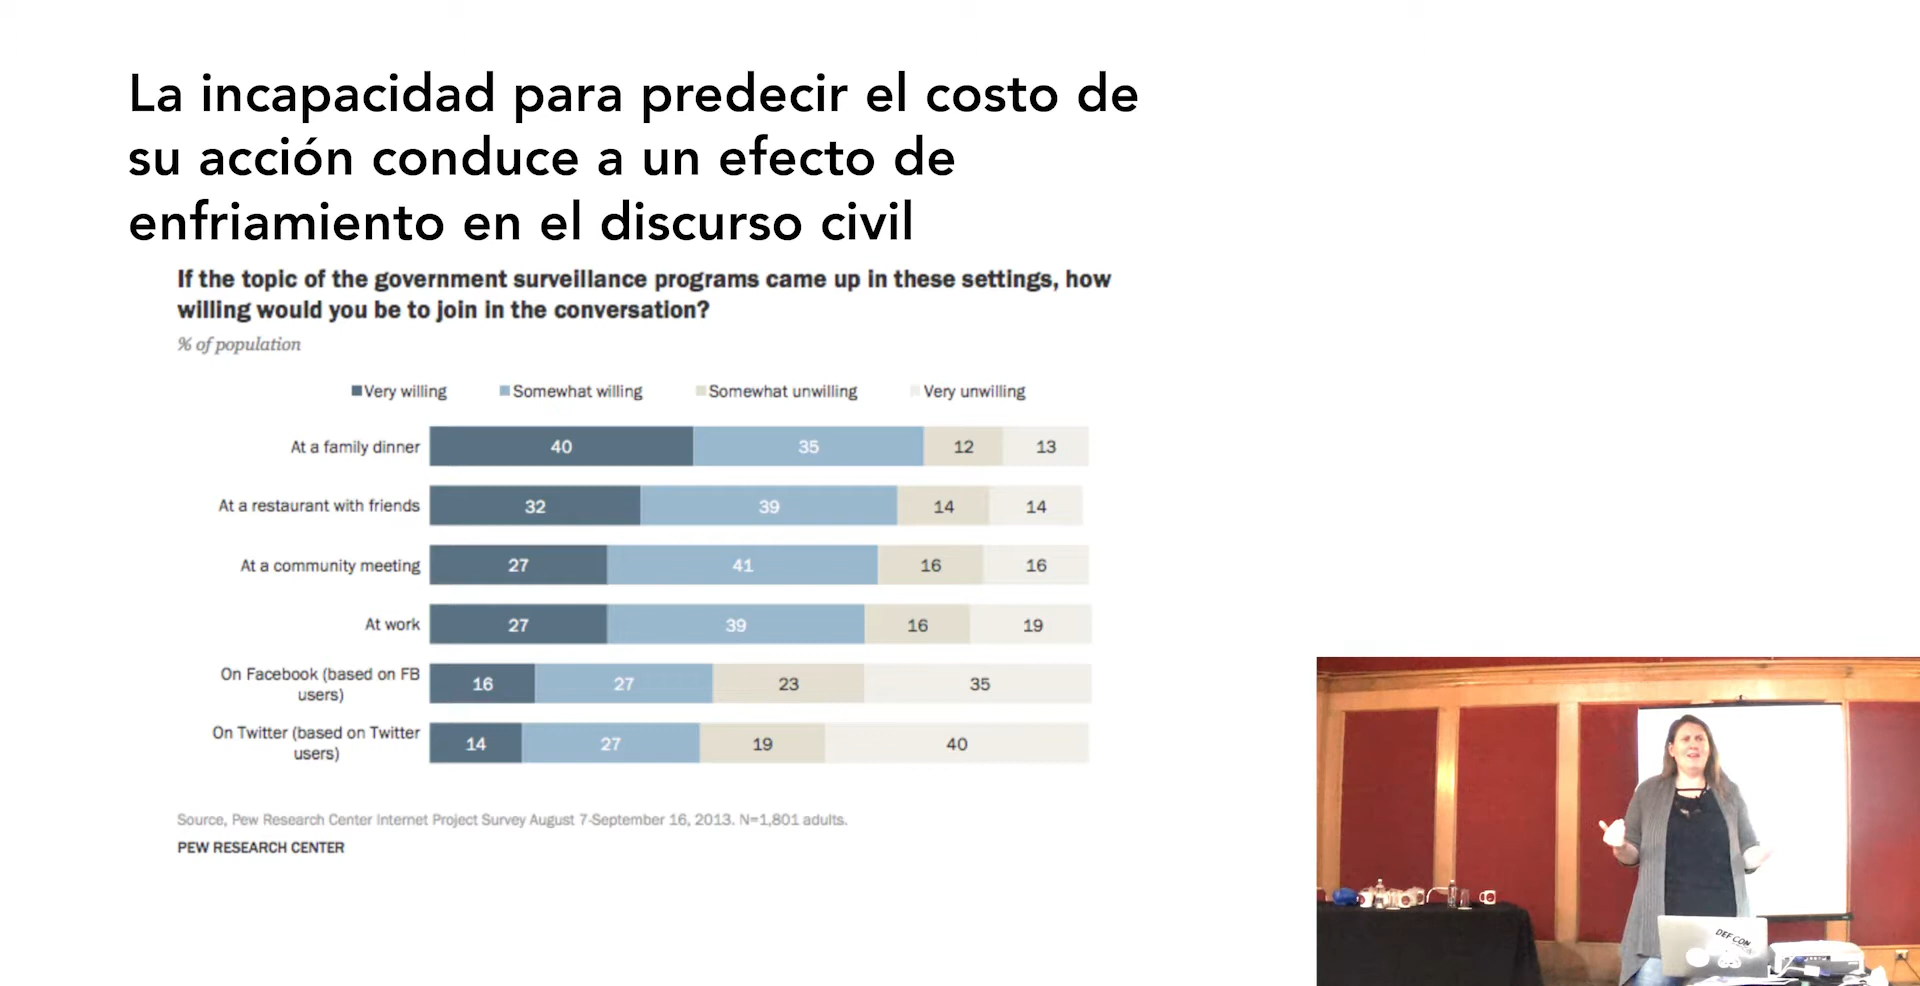 La incapacidad para predecir el costo de
su acción conduce a un efecto de
enfriamiento en el discurso civil
If the topic of the government surveillance programs came up in these settings, how
willing would you be to join in the conversation?
% of population
Very willing Somewhat willing Somewhat unwilling Very unwilling
At a family dinner 40 35 12 13
At a restaurant with friends 32 39 14 14
At a community meeting 27 41 16 16
At work 27 39 16 19
On Facebook (based on FB
users) 16 27 23 35
On Twitter (based on Twitter
users) 14 27 19 40
Source, Pew Research Center Internet Project Survey August 7-September 16, 2013. N=1,801 adults.
PEW RESEARCH CENTER
DEF CON